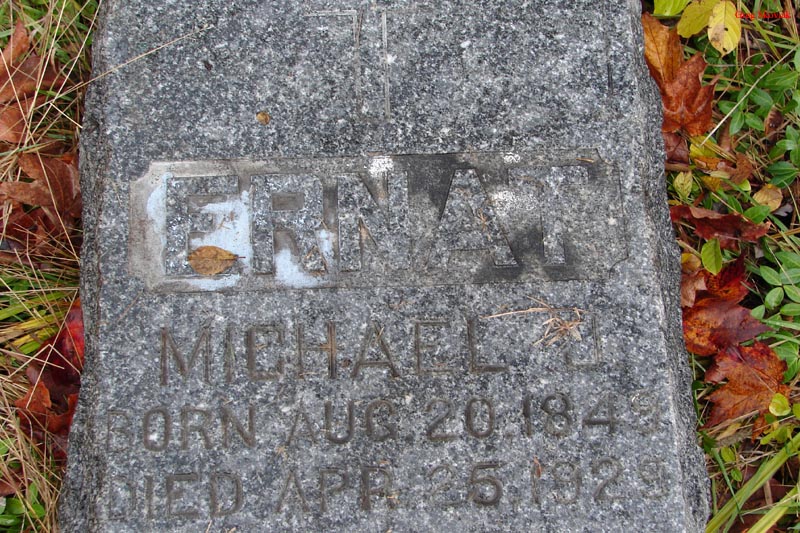 ERNAT
MICHAEL J
BORN AUG. 20. 1849
DIED APR. 25. 1929